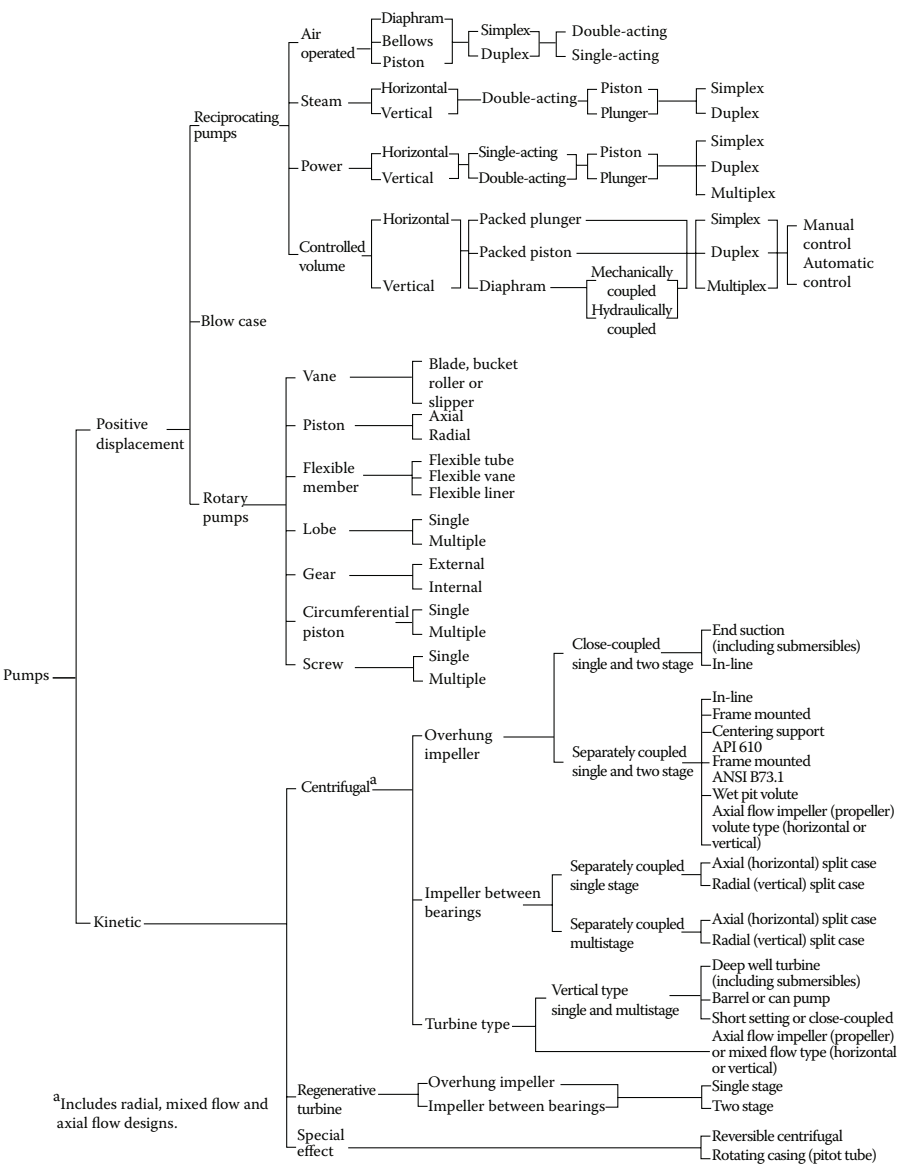 Pumps
Positive
displacement
Reciprocating
pumps
Air
operated
Diaphram
Bellows
Piston
Simplex
Duplex
Double-acting
Single-acting
Steam
Horizontal
Vertical
Double-acting
Piston
Plunger
Simplex
Duplex
Power
Horizontal
Vertical
Single-acting
Double-acting
Piston
Plunger
Simplex
Duplex
Multiplex
Controlled
volume
Horizontal
Vertical
Packed plunger
Packed piston
Diaphram
Mechanically
coupled
Hydraulically
coupled
Simplex
Duplex
Multiplex
Manual
control
Automatic
control
Blow case
Rotary
pumps
Vane
Blade, bucket
roller or
slipper
Piston
Axial
Radial
Flexible
member
Flexible tube
Flexible vane
Flexible liner
Lobe
Single
Multiple
Gear
External
Internal
Circumferential
piston
Single
Multiple
Screw
Single
Multiple
Kinetic
Centrifugalᵃ
Overhung
impeller
Close-coupled
single and two stage
End suction
(including submersibles)
In-line
Separately coupled
single and two stage
In-line
Frame mounted
Centering support
API 610
Frame mounted
ANSI B73.1
Wet pit volute
Axial flow impeller (propeller)
volute type (horizontal or
vertical)
Impeller between
bearings
Separately coupled
single stage
Axial (horizontal) split case
Radial (vertical) split case
Separately coupled
multistage
Axial (horizontal) split case
Radial (vertical) split case
Turbine type
Vertical type
single and multistage
Deep well turbine
(including submersibles)
Barrel or can pump
Short setting or close-coupled
Axial flow impeller (propeller)
or mixed flow type (horizontal
or vertical)
Regenerative
turbine
Overhung impeller
Impeller between bearings
Single stage
Two stage
Special
effect
Reversible centrifugal
Rotating casing (pitot tube)
ᵃIncludes radial, mixed flow and
axial flow designs.